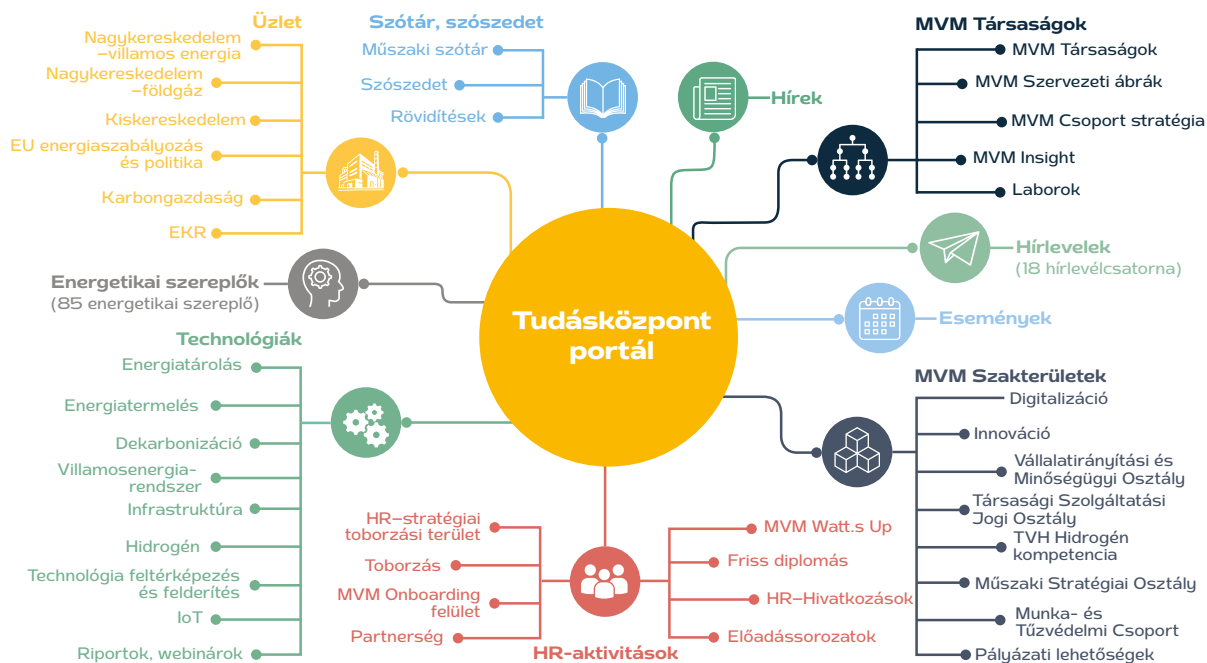 Üzlet
Nagykereskedelem
–villamos energia
Nagykereskedelem
–földgáz
Kiskereskedelem
EU energiaszabályozás
és politika
Karbongazdaság
EKR
Szótár, szószedet
Műszaki szótár
Szószedet
Rövidítések
Hírek
MVM Társaságok
MVM Társaságok
MVM Szervezeti ábrák
MVM Csoport stratégia
MVM Insight
Laborok
Hírlevelek
(18 hírlevélcsatorna)
Események
Energetikai szereplők
(85 energetikai szereplő)
Tudásközpont
portál
Technológiák
Energiatárolás
Energiatermelés
Dekarbonizáció
Villamosenergia-
rendszer
Infrastruktúra
Hidrogén
Technológia feltérképezés
és felderítés
IoT
Riportok, webinárok
HR–stratégiai
toborzási terület
Toborzás
MVM Onboarding
felület
Partnerség
MVM Watt.s Up
Friss diplomás
HR–Hivatkozások
Előadássorozatok
HR-aktivitások
MVM Szakterületek
Digitalizáció
Innováció
Vállalatirányítási és
Minőségügyi Osztály
Társasági Szolgáltatási
Jogi Osztály
TVH Hidrogén
kompetencia
Műszaki Stratégiai Osztály
Munka- és
Tűzvédelmi Csoport
Pályázati lehetőségek